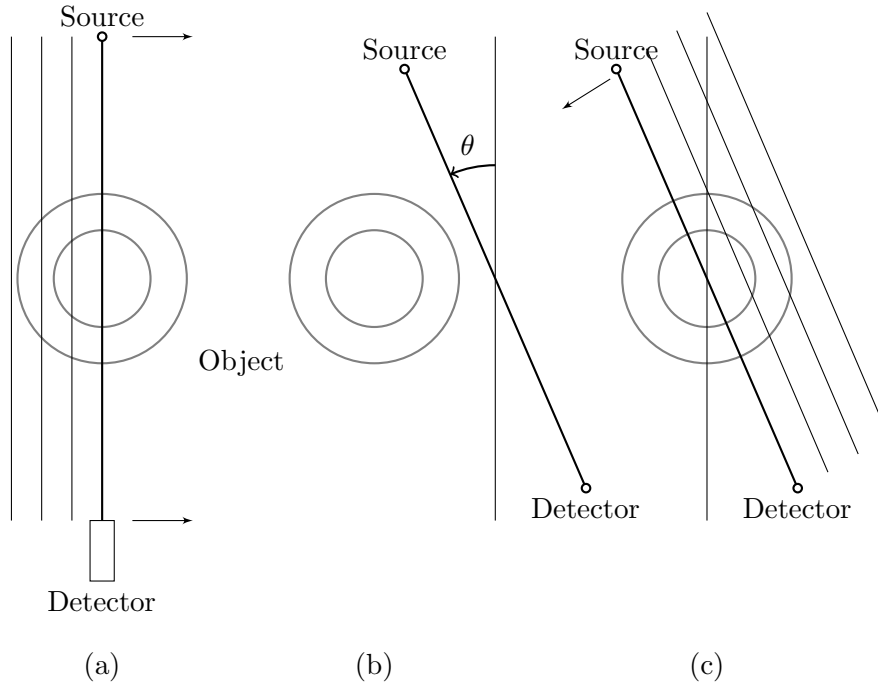 Source
Source
Source
θ
Object
Detector
Detector
Detector
(a)
(b)
(c)